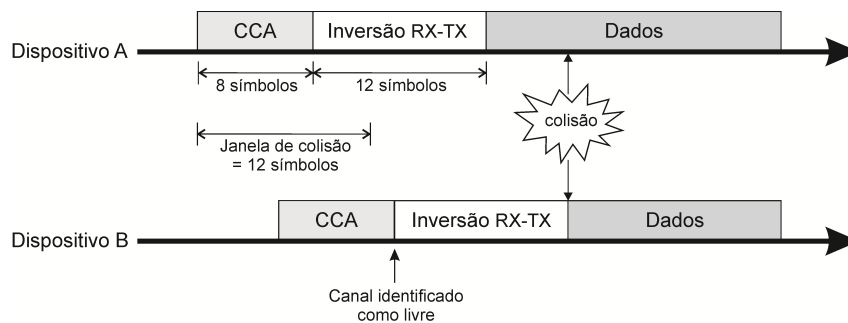 CCA
Inversão RX-TX
Dados
Dispositivo A
8 símbolos
12 símbolos
colisão
Janela de colisão
= 12 símbolos
CCA
Inversão RX-TX
Dados
Dispositivo B
Canal identificado
como livre